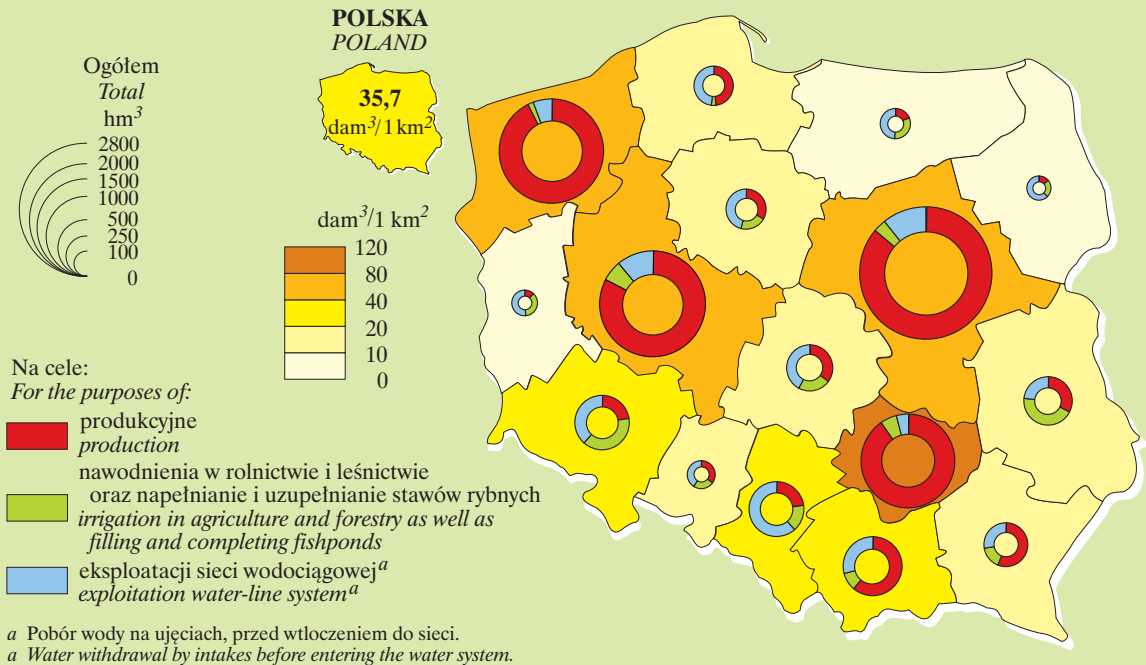 POLSKA
POLAND
35,7
dam³/1 km²
Ogółem
Total
hm³
2800
2000
1500
1000
500
250
100
0
dam³/1 km²
120
80
40
20
10
0
Na cele:
For the purposes of:
produkcyjne
production
nawodnienia w rolnictwie i leśnictwie
oraz napełnianie i uzupełnianie stawów rybnych
irrigation in agriculture and forestry as well as
filling and completing fishponds
eksploatacji sieci wodociągowejᵃ
exploitation water-line systemᵃ
a Pobór wody na ujęciach, przed wtloczeniem do sieci.
a Water withdrawal by intakes before entering the water system.